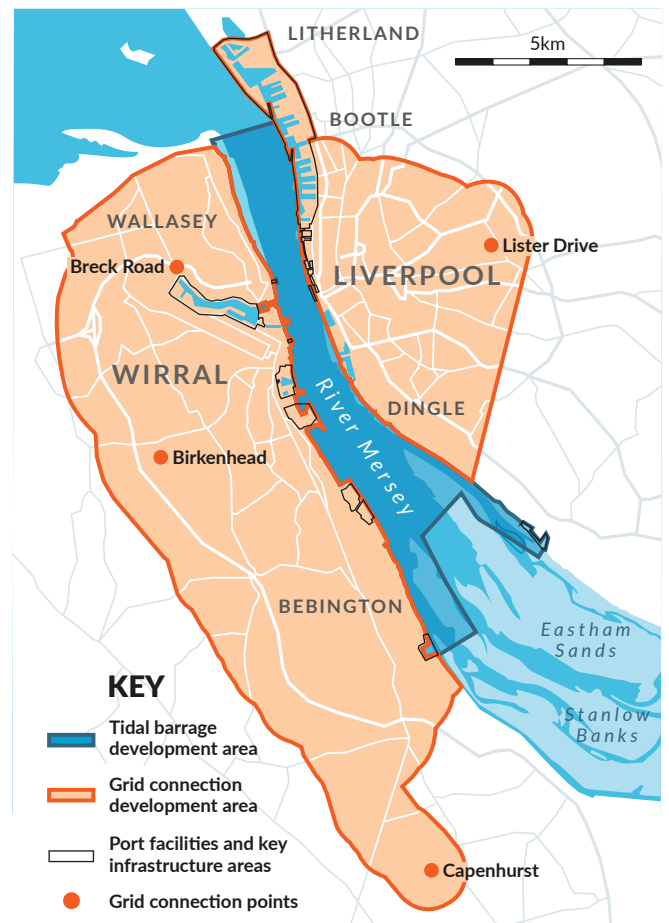 LITHERLAND
5km
BOOTLE
WALLASEY
Lister Drive
Breck Road
LIVERPOOL
WIRRAL
River Mersey
DINGLE
Birkenhead
BEBINGTON
Eastham
Sands
KEY
Stanlow
Banks
Tidal barrage
development area
Grid connection
development area
Port facilities and key
infrastructure areas
Capenhurst
Grid connection points